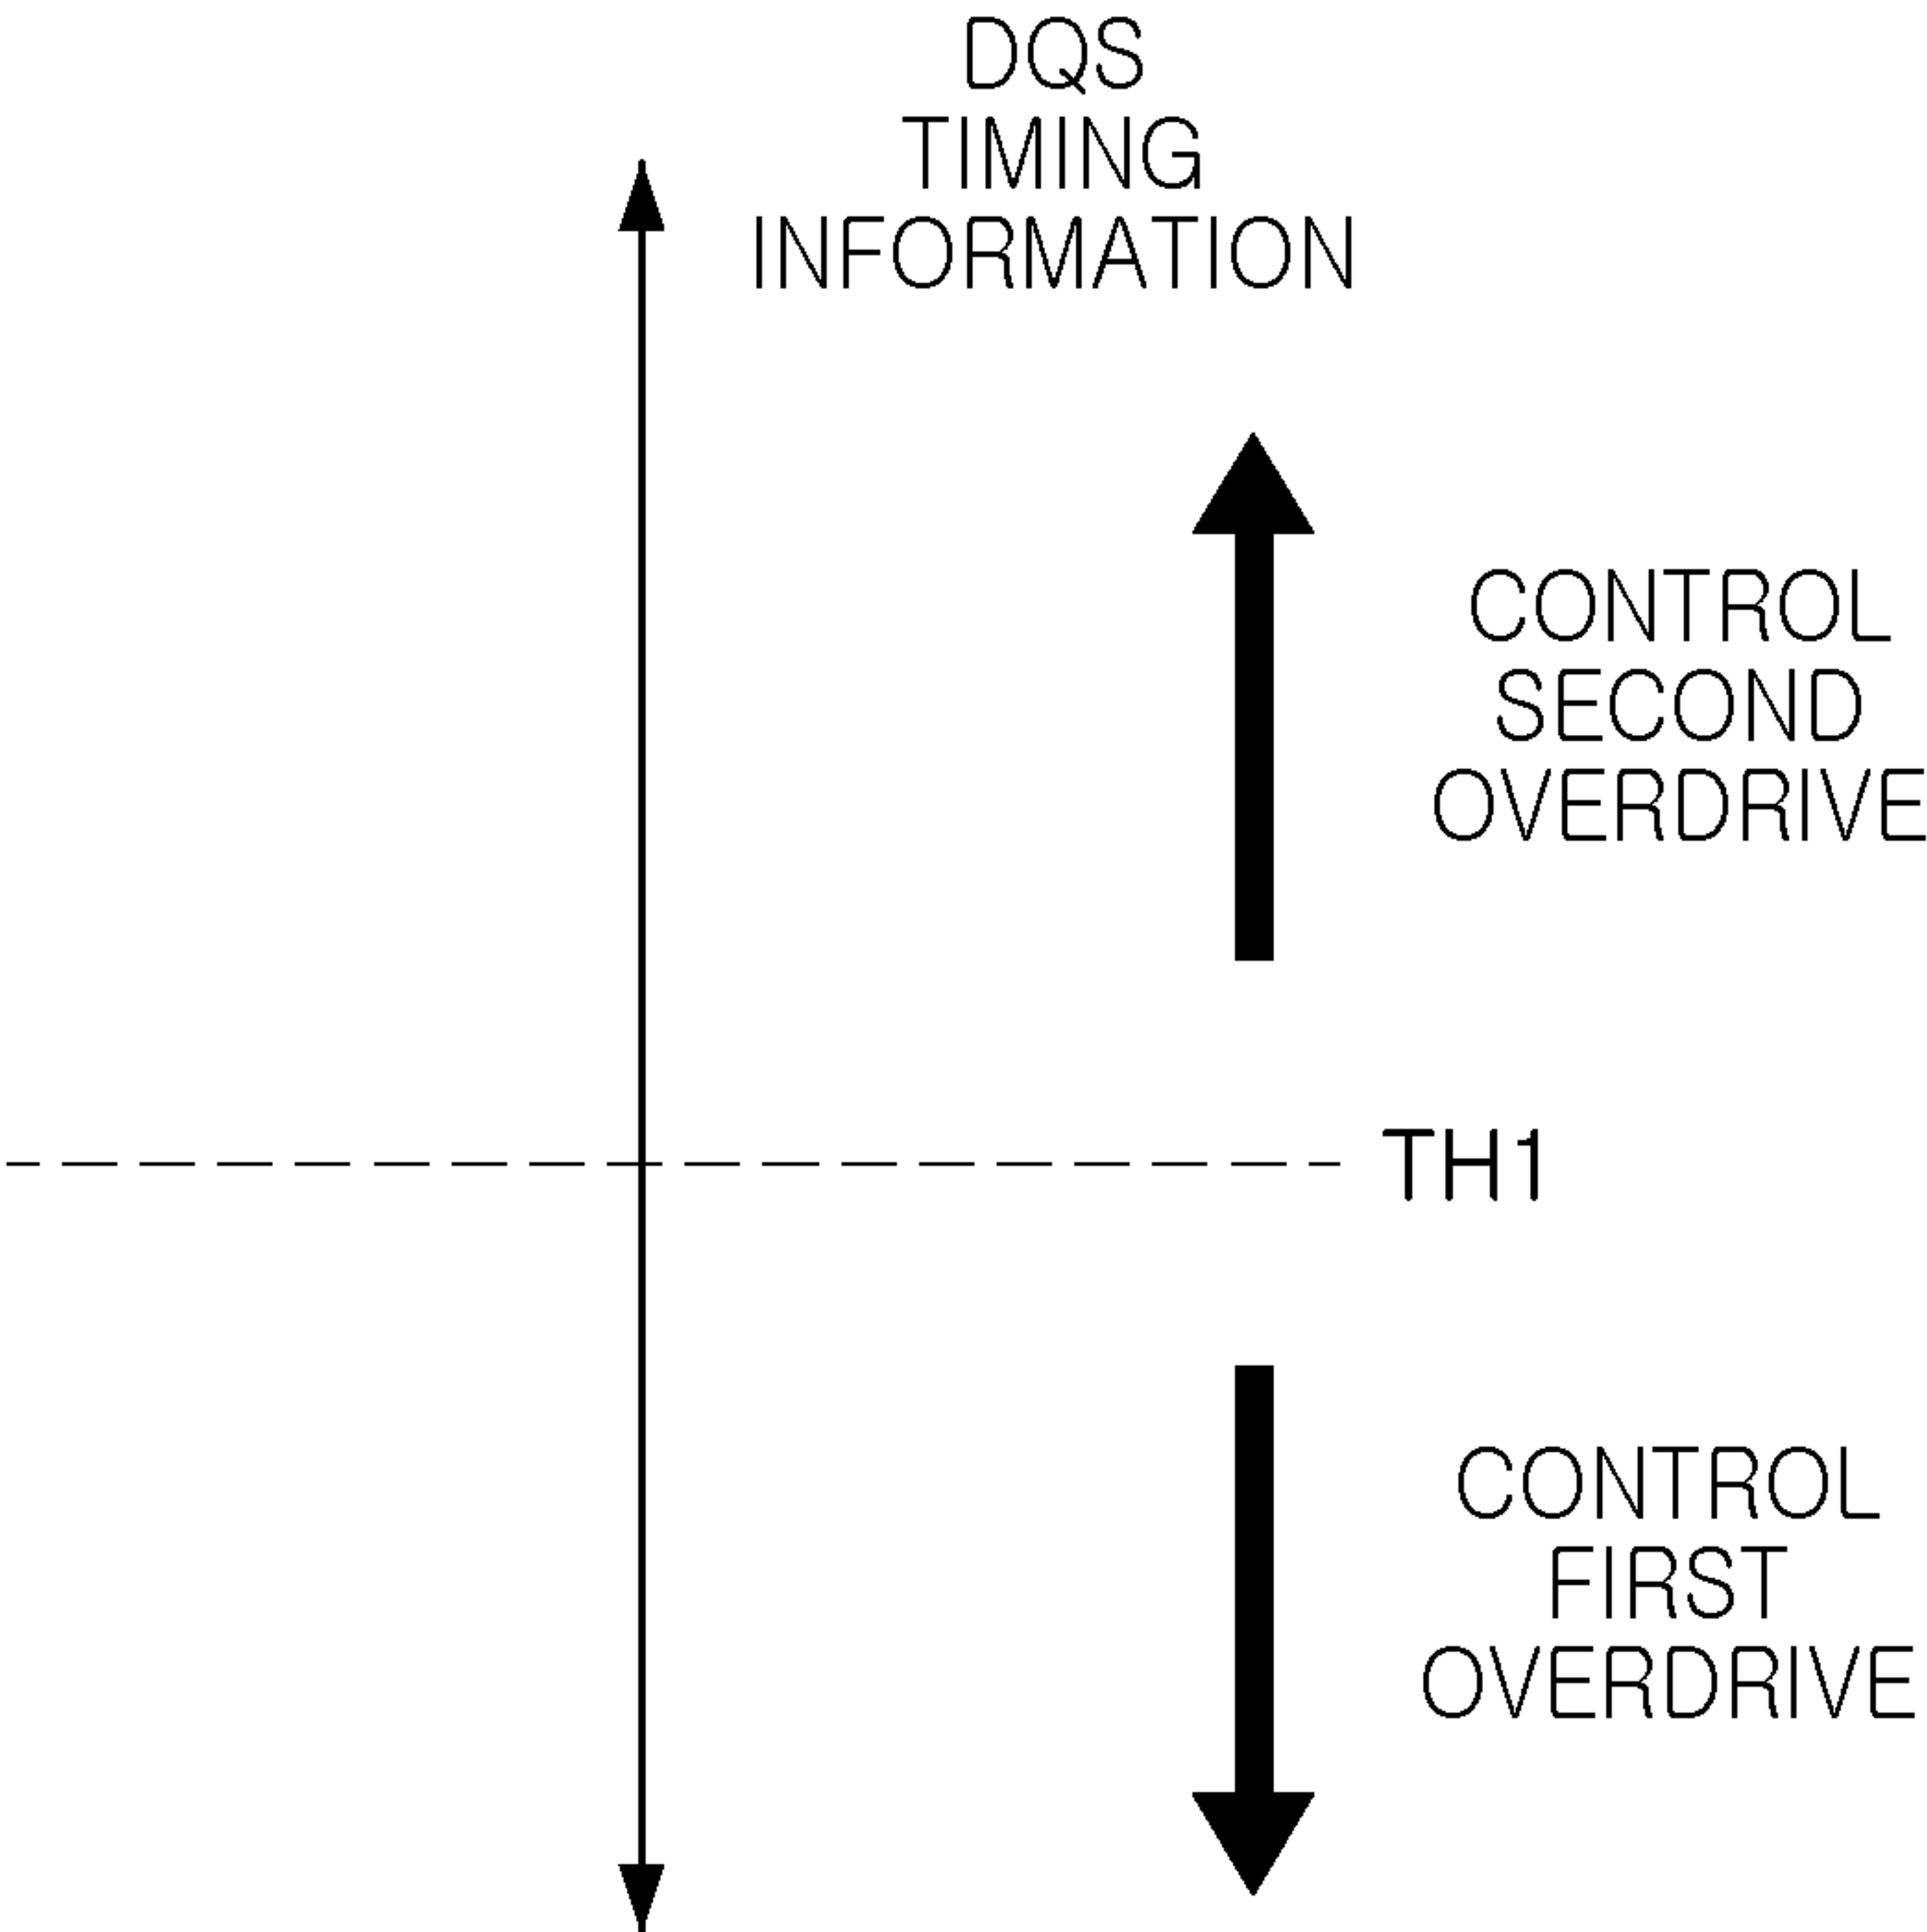 DQS
TIMING
INFORMATION
CONTROL
SECOND
OVERDRIVE
TH1
CONTROL
FIRST
OVERDRIVE